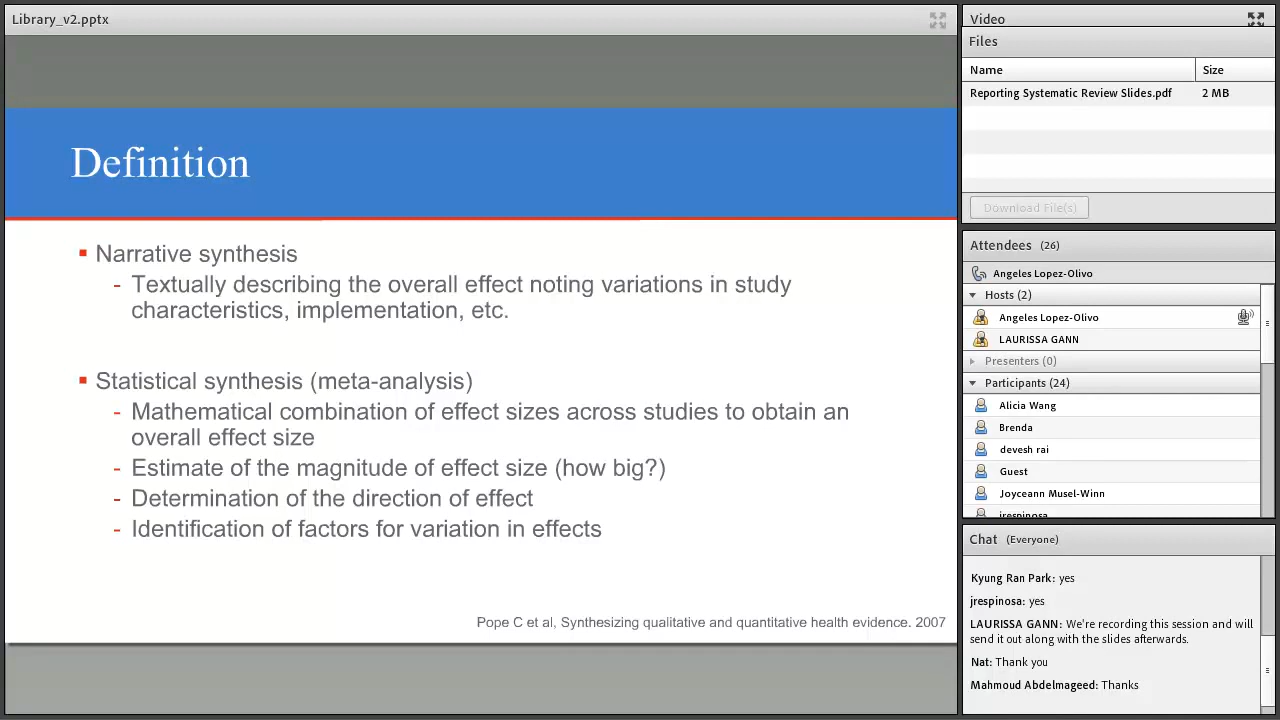 Library_v2.pptx
Definition
▪ Narrative synthesis
- Textually describing the overall effect noting variations in study
characteristics, implementation, etc.
▪ Statistical synthesis (meta-analysis)
- Mathematical combination of effect sizes across studies to obtain an
overall effect size
- Estimate of the magnitude of effect size (how big?)
- Determination of the direction of effect
- Identification of factors for variation in effects
Pope C et al, Synthesizing qualitative and quantitative health evidence. 2007
Video
Files
Name Size
Reporting Systematic Review Slides.pdf 2 MB
Download File(s)
Attendees (26)
Angeles Lopez-Olivo
Hosts (2)
Angeles Lopez-Olivo
LAURISSA GANN
Presenters (0)
Participants (24)
Alicia Wang
Brenda
devesh rai
Guest
Joyceann Musel-Winn
jrespinosa
Chat (Everyone)
Kyung Ran Park: yes
jrespinosa: yes
LAURISSA GANN: We're recording this session and will
send it out along with the slides afterwards.
Nat: Thank you
Mahmoud Abdelmageed: Thanks